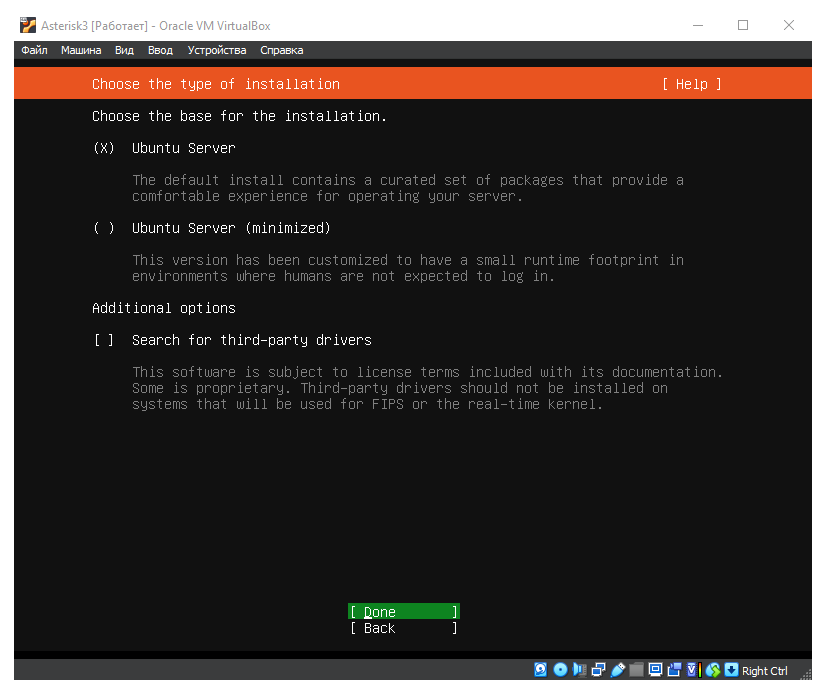 Asterisk3 [Работает] - Oracle VM VirtualBox
Файл Машина Вид Ввод Устройства Справка
Choose the type of installation [ Help ]
Choose the base for the installation.
(X) Ubuntu Server
The default install contains a curated set of packages that provide a
comfortable experience for operating your server.
( ) Ubuntu Server (minimized)
This version has been customized to have a small runtime footprint in
environments where humans are not expected to log in.
Additional options
[ ] Search for third-party drivers
This software is subject to license terms included with its documentation.
Some is proprietary. Third-party drivers should not be installed on
systems that will be used for FIPS or the real-time kernel.
[ Done ]
[ Back ]
Right Ctrl